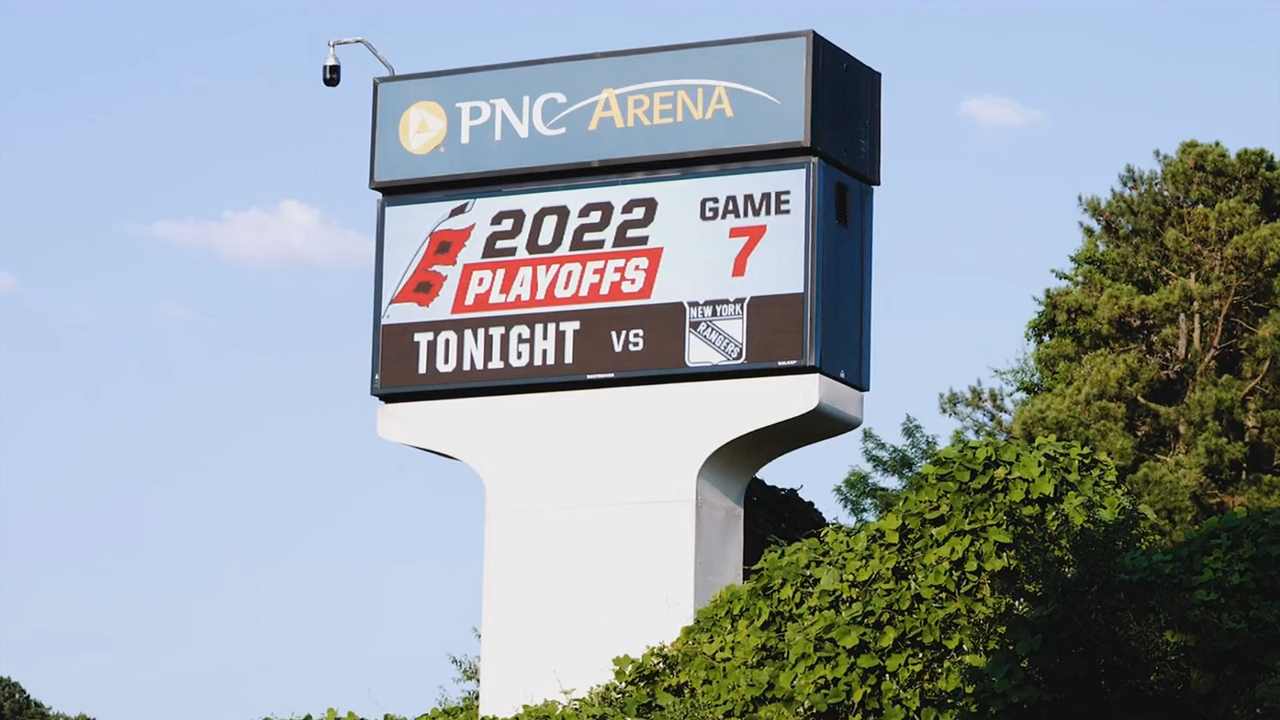 PNC ARENA
2022
PLAYOFFS
GAME
7
TONIGHT VS
NEW YORK
RANGERS